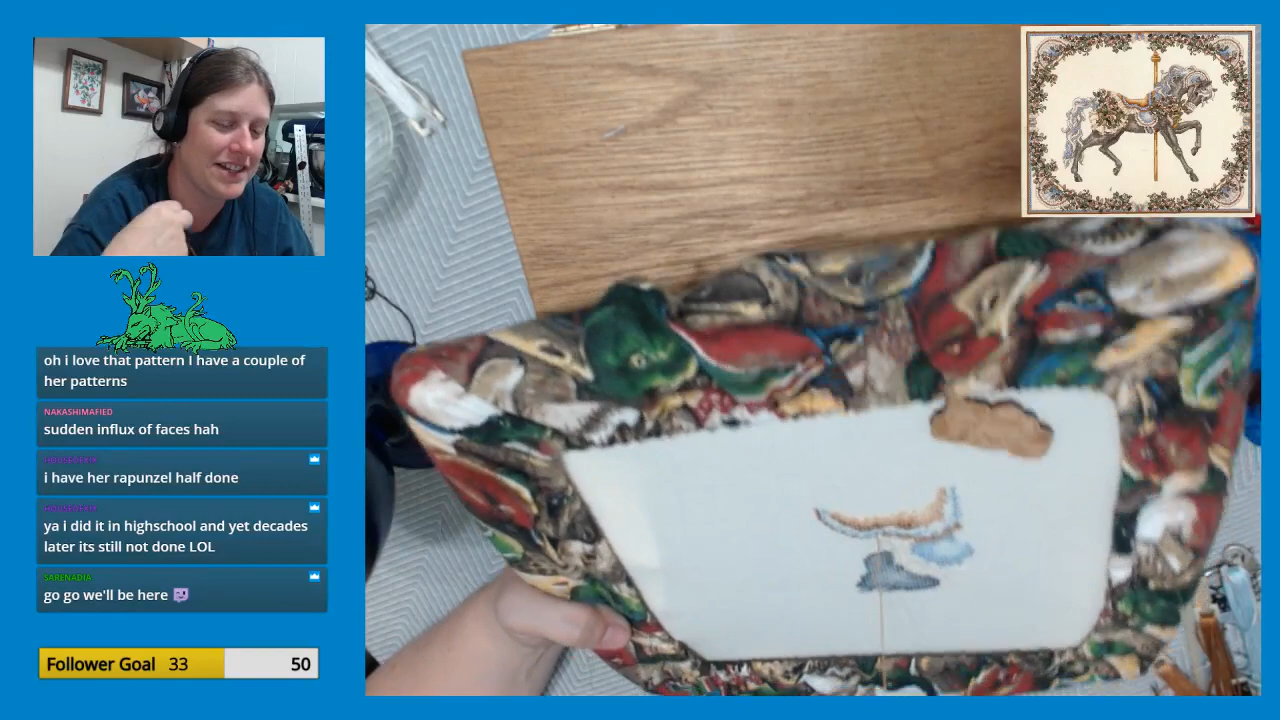 oh i love that pattern I have a couple of
her patterns
NAKASHIMAFIED
sudden influx of faces hah
i have her rapunzel half done
ya i did it in highschool and yet decades
later its still not done LOL
SARENADIA
go go we'll be here
Follower Goal 33 50